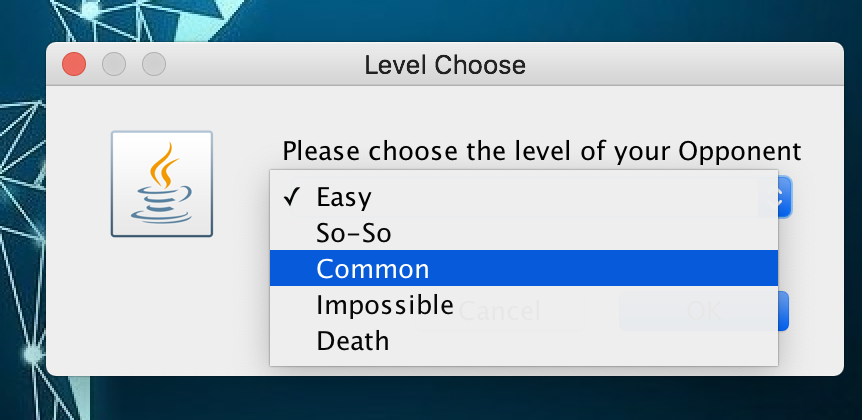 Level Choose
Please choose the level of your Opponent
✓ Easy
So-So
Common
Impossible
Cancel
OK
Death